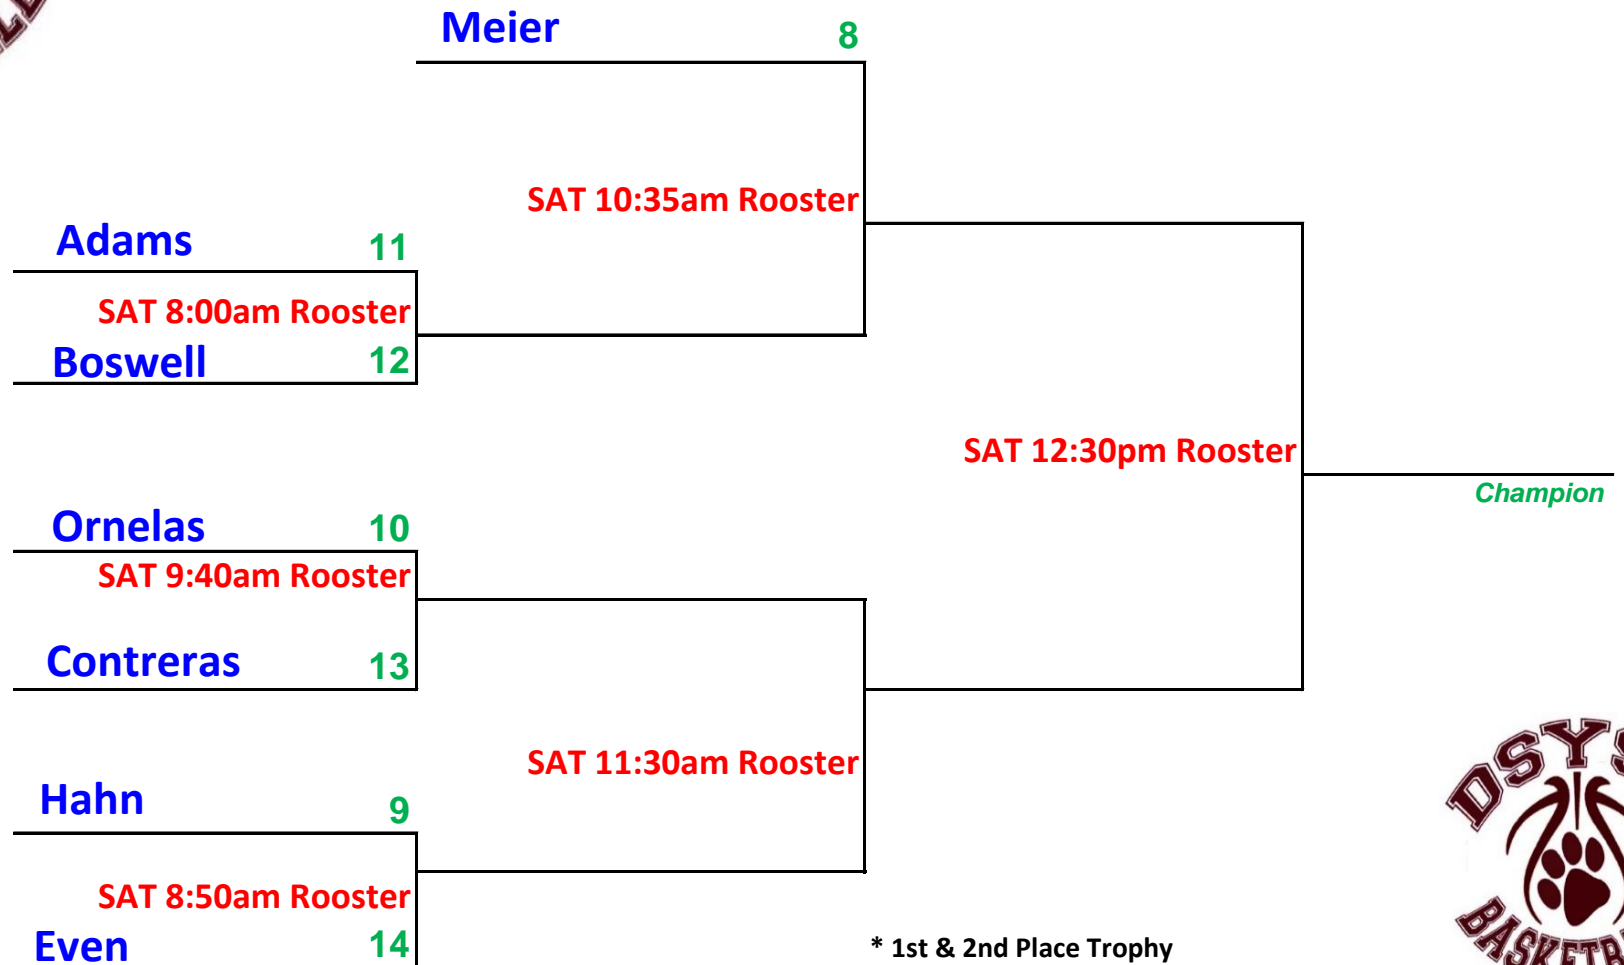 Meier 8
SAT 10:35am Rooster
Adams 11
SAT 8:00am Rooster
Boswell 12
SAT 12:30pm Rooster
Champion
Ornelas 10
SAT 9:40am Rooster
Contreras 13
SAT 11:30am Rooster
Hahn 9
SAT 8:50am Rooster
Even 14
* 1st & 2nd Place Trophy
DSYS